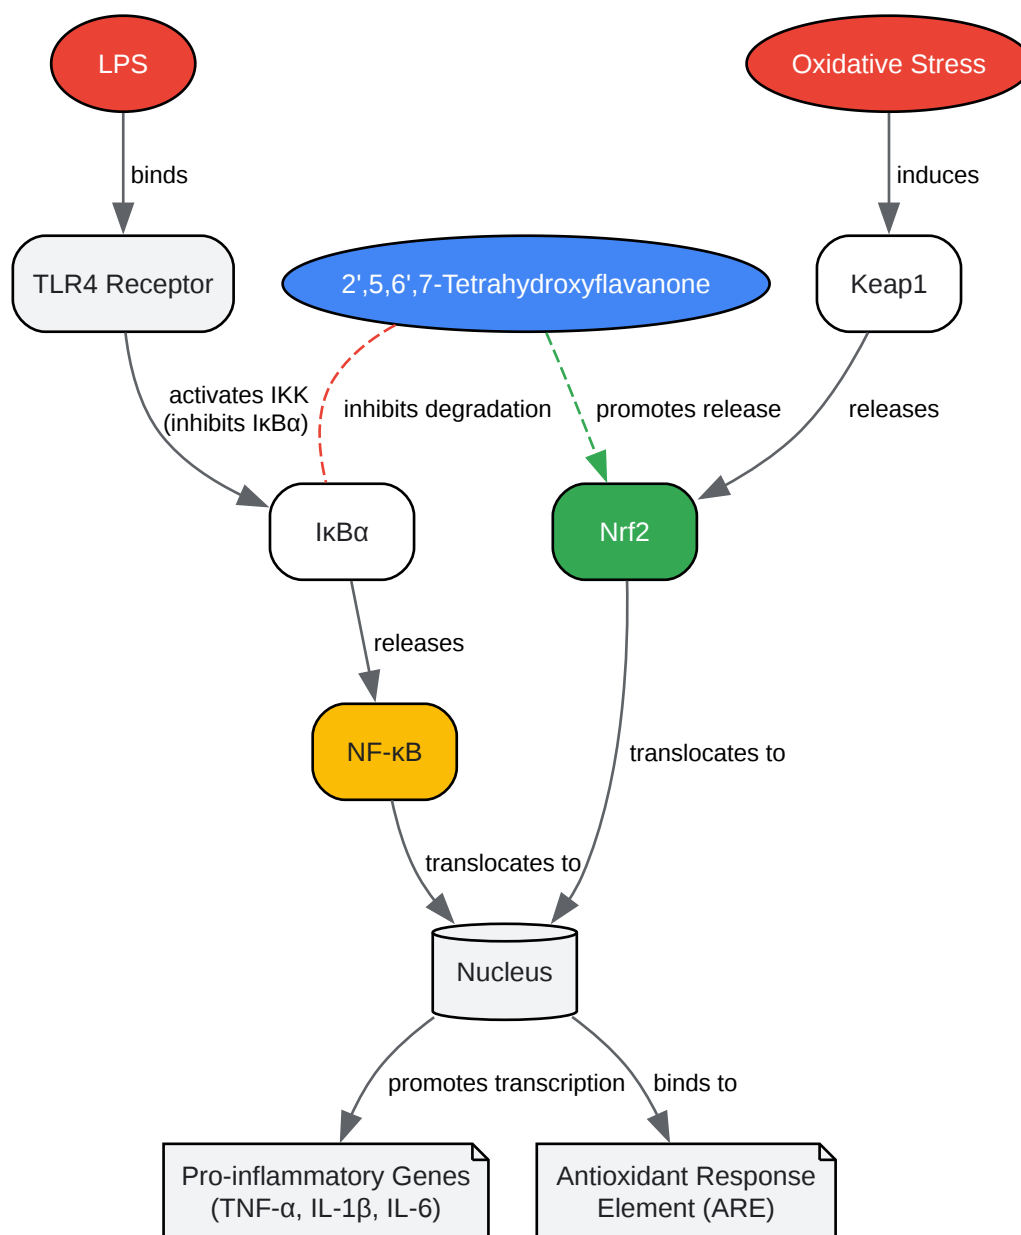 LPS
Oxidative Stress
binds
induces
TLR4 Receptor
2',5,6',7-Tetrahydroxyflavanone
Keap1
activates IKK
(inhibits IκBα)
inhibits degradation
promotes release
releases
IκBα
Nrf2
releases
NF-κB
translocates to
translocates to
Nucleus
promotes transcription
binds to
Pro-inflammatory Genes
(TNF-α, IL-1β, IL-6)
Antioxidant Response
Element (ARE)